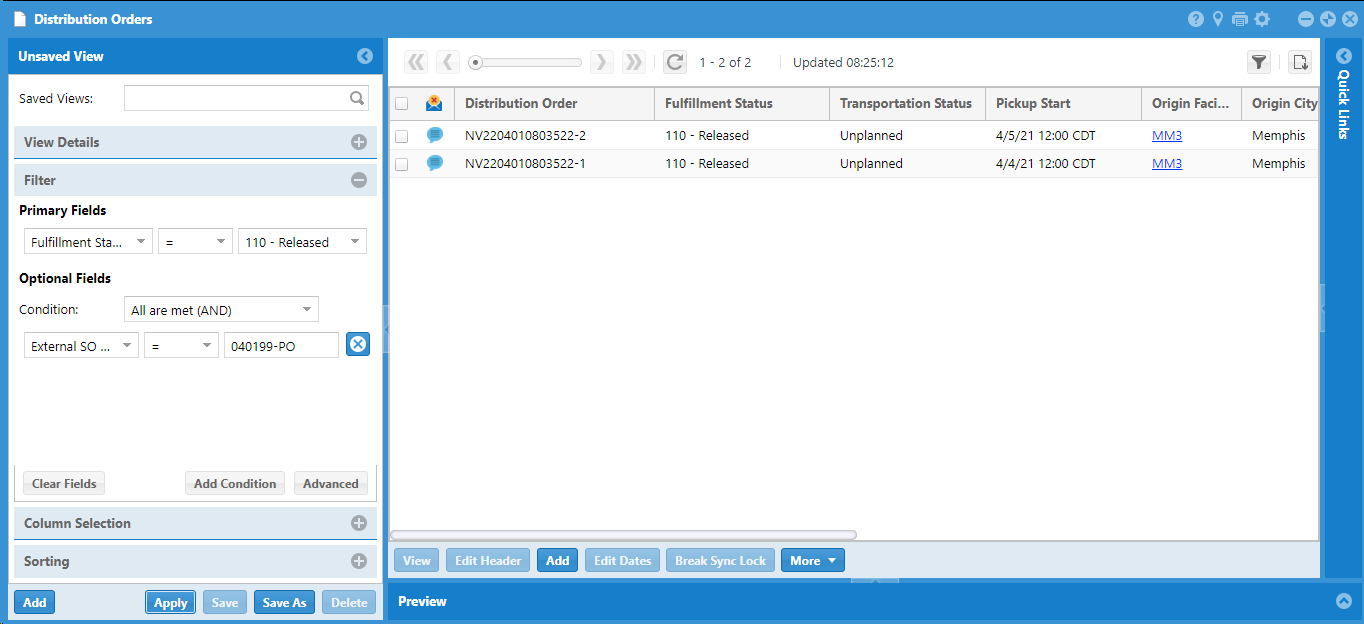 Distribution Orders
Unsaved View
Saved Views:
View Details
Filter
Primary Fields
Fulfillment Sta... = 110 - Released
Optional Fields
Condition: All are met (AND)
External SO ... = 040199-PO
Clear Fields Add Condition Advanced
Column Selection
Sorting
Add Apply Save Save As Delete
1 - 2 of 2 Updated 08:25:12
Distribution Order Fulfillment Status Transportation Status Pickup Start Origin Faci... Origin City
NV2204010803522-2 110 - Released Unplanned 4/5/21 12:00 CDT MM3 Memphis
NV2204010803522-1 110 - Released Unplanned 4/4/21 12:00 CDT MM3 Memphis
View Edit Header Add Edit Dates Break Sync Lock More
Preview
Quick Links